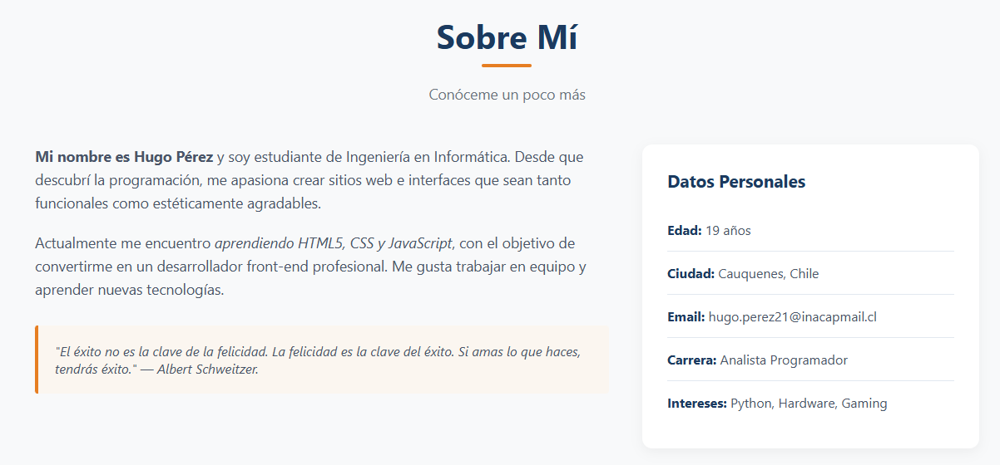 Sobre Mí
Conóceme un poco más
Mi nombre es Hugo Pérez y soy estudiante de Ingeniería en Informática. Desde que
descubrí la programación, me apasiona crear sitios web e interfaces que sean tanto
funcionales como estéticamente agradables.
Actualmente me encuentro aprendiendo HTML5, CSS y JavaScript, con el objetivo de
convertirme en un desarrollador front-end profesional. Me gusta trabajar en equipo y
aprender nuevas tecnologías.
"El éxito no es la clave de la felicidad. La felicidad es la clave del éxito. Si amas lo que haces,
tendrás éxito." — Albert Schweitzer.
Datos Personales
Edad: 19 años
Ciudad: Cauquenes, Chile
Email: hugo.perez21@inacapmail.cl
Carrera: Analista Programador
Intereses: Python, Hardware, Gaming